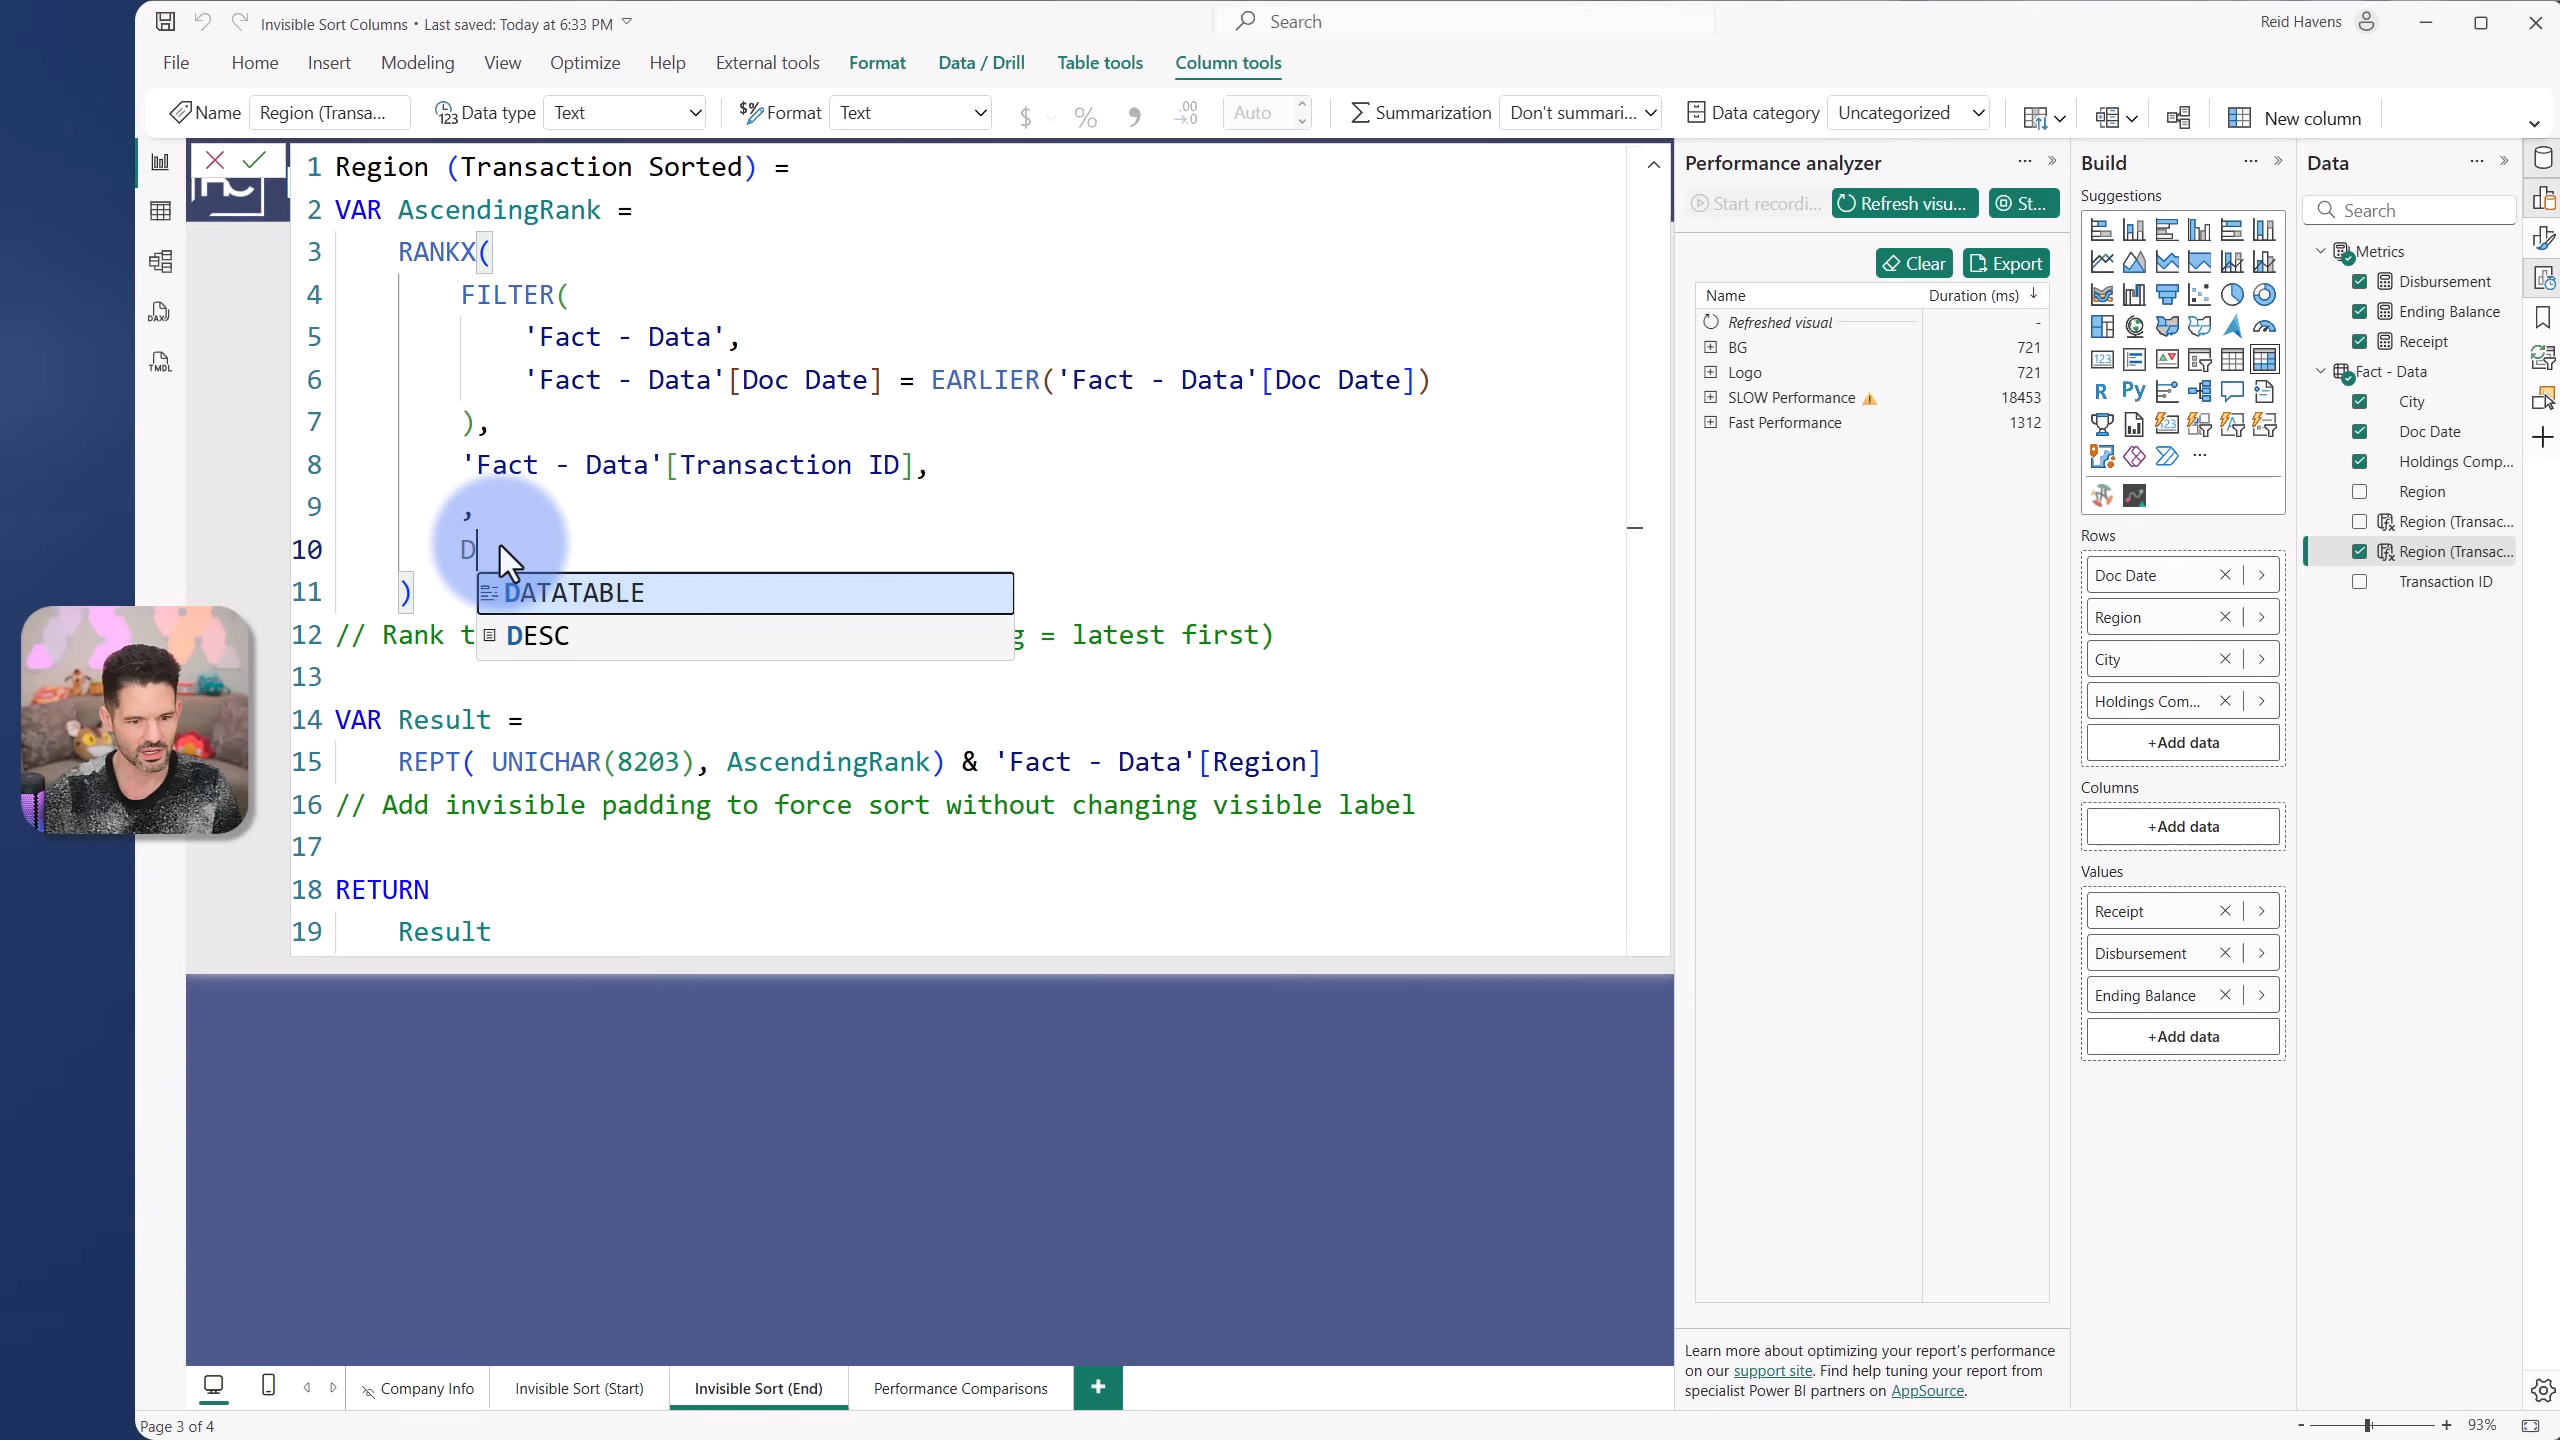 Invisible Sort Columns • Last saved: Today at 6:33 PM
Search
Reid Havens
File Home Insert Modeling View Optimize Help External tools Format Data / Drill Table tools Column tools
Name Region (Transa... Data type Text Format Text Auto Summarization Don't summari... Data category Uncategorized New column
1 Region (Transaction Sorted) =
2 VAR AscendingRank =
3 RANKX(
4 FILTER(
5 'Fact - Data',
6 'Fact - Data'[Doc Date] = EARLIER('Fact - Data'[Doc Date])
7 ),
8 'Fact - Data'[Transaction ID],
9 ,
10 D
11 )
DATATABLE
DESC
12 // Rank t g = latest first)
13
14 VAR Result =
15 REPT( UNICHAR(8203), AscendingRank) & 'Fact - Data'[Region]
16 // Add invisible padding to force sort without changing visible label
17
18 RETURN
19 Result
DAX
TMDL
Performance analyzer
Start recordi... Refresh visu... St...
Clear Export
Name Duration (ms)
Refreshed visual -
BG 721
Logo 721
SLOW Performance 18453
Fast Performance 1312
Learn more about optimizing your report's performance
on our support site. Find help tuning your report from
specialist Power BI partners on AppSource.
Build
Suggestions
R Py
123
...
Rows
Doc Date
Region
City
Holdings Com...
+Add data
Columns
+Add data
Values
Receipt
Disbursement
Ending Balance
+Add data
Data
Search
Metrics
Disbursement
Ending Balance
Receipt
Fact - Data
City
Doc Date
Holdings Comp...
Region
Region (Transac...
Region (Transac...
Transaction ID
Company Info Invisible Sort (Start) Invisible Sort (End) Performance Comparisons +
Page 3 of 4
- + 93%